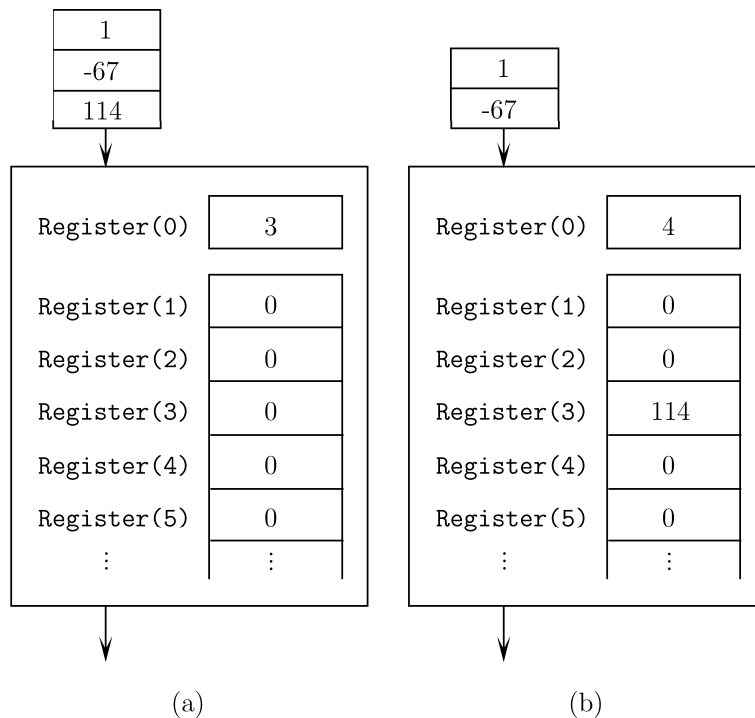 1
-67
114
Register(0) 3
Register(1) 0
Register(2) 0
Register(3) 0
Register(4) 0
Register(5) 0
⋮ ⋮
(a)
1
-67
Register(0) 4
Register(1) 0
Register(2) 0
Register(3) 114
Register(4) 0
Register(5) 0
⋮ ⋮
(b)